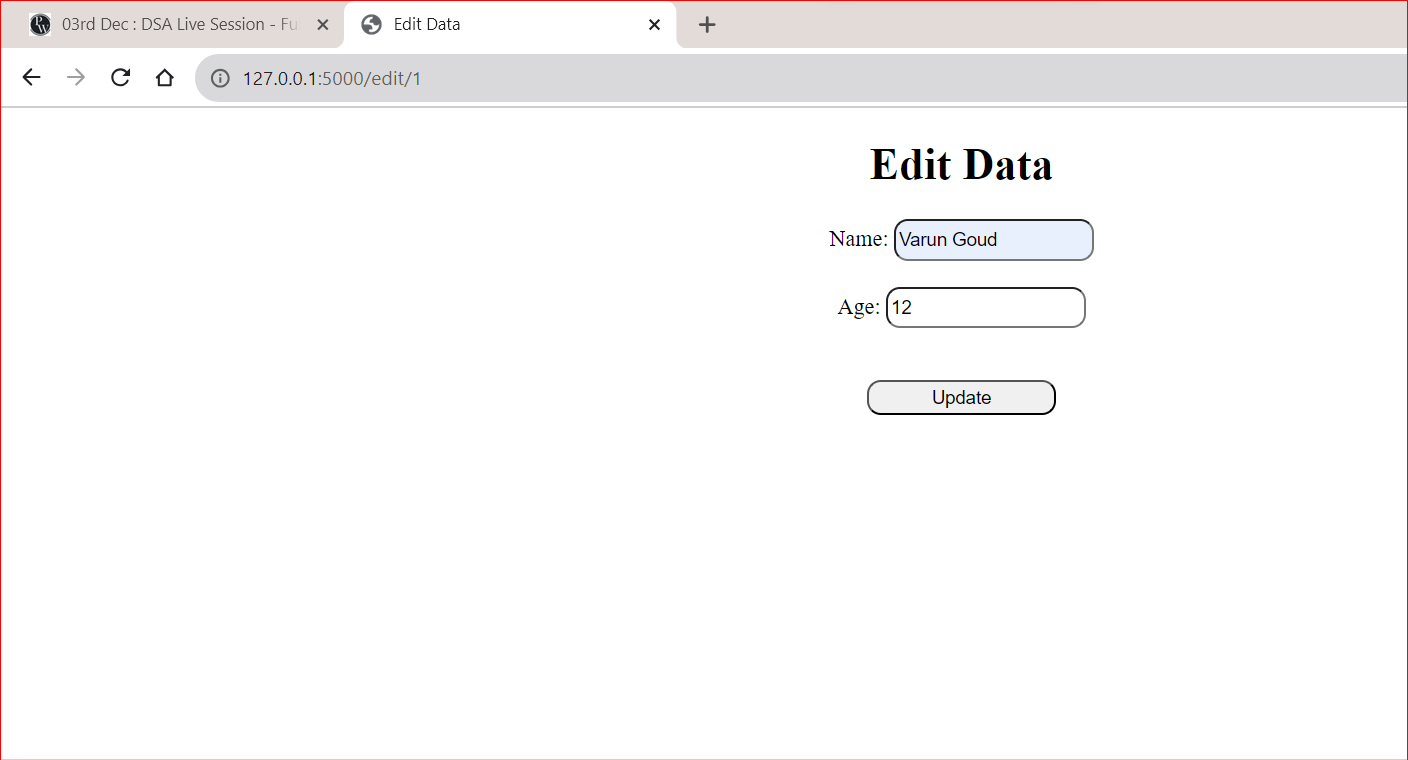 03rd Dec : DSA Live Session - Fu
Edit Data
127.0.0.1:5000/edit/1
Edit Data
Name: Varun Goud
Age: 12
Update